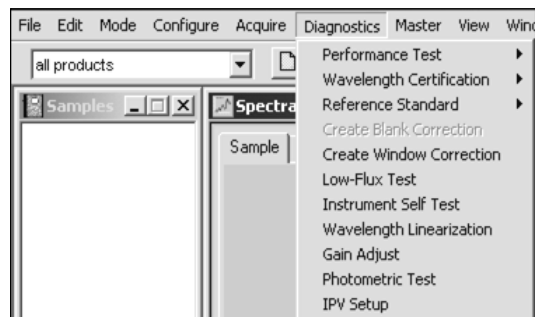 File Edit Mode Configure Acquire Diagnostics Master View
all products
Samples
Spectra
Sample
Performance Test
Wavelength Certification
Reference Standard
Create Blank Correction
Create Window Correction
Low-Flux Test
Instrument Self Test
Wavelength Linearization
Gain Adjust
Photometric Test
IPV Setup